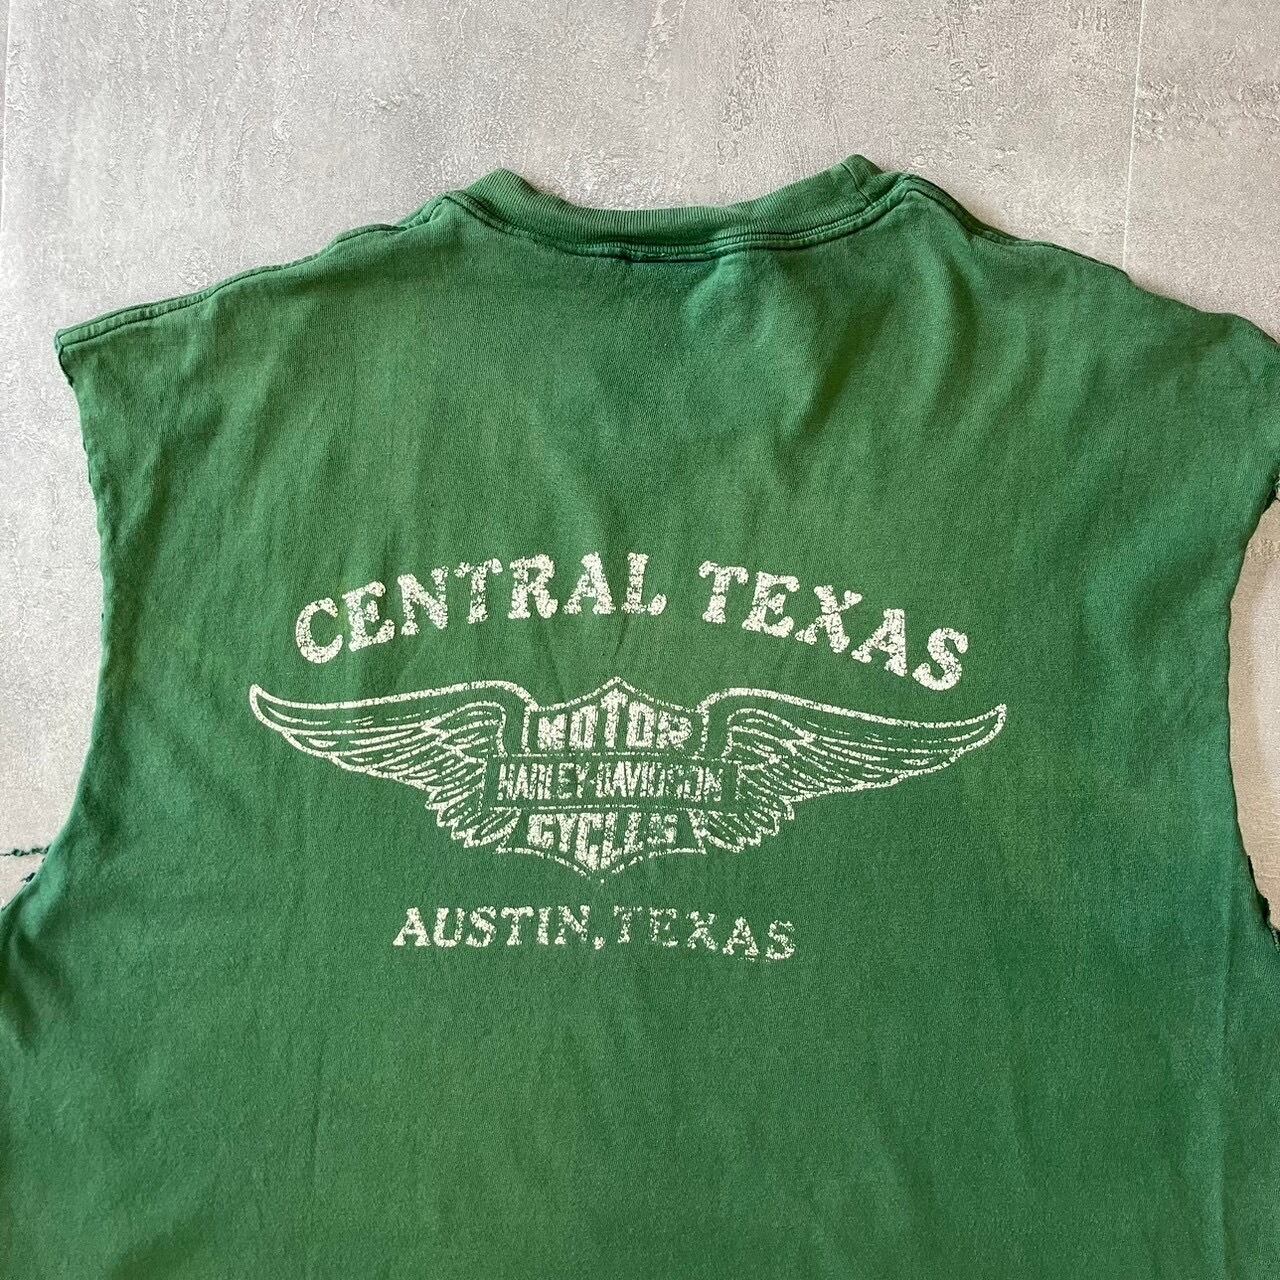 CENTRAL TEXAS
MOTOR
HARLEY-DAVIDSON
CYCLES
AUSTIN, TEXAS